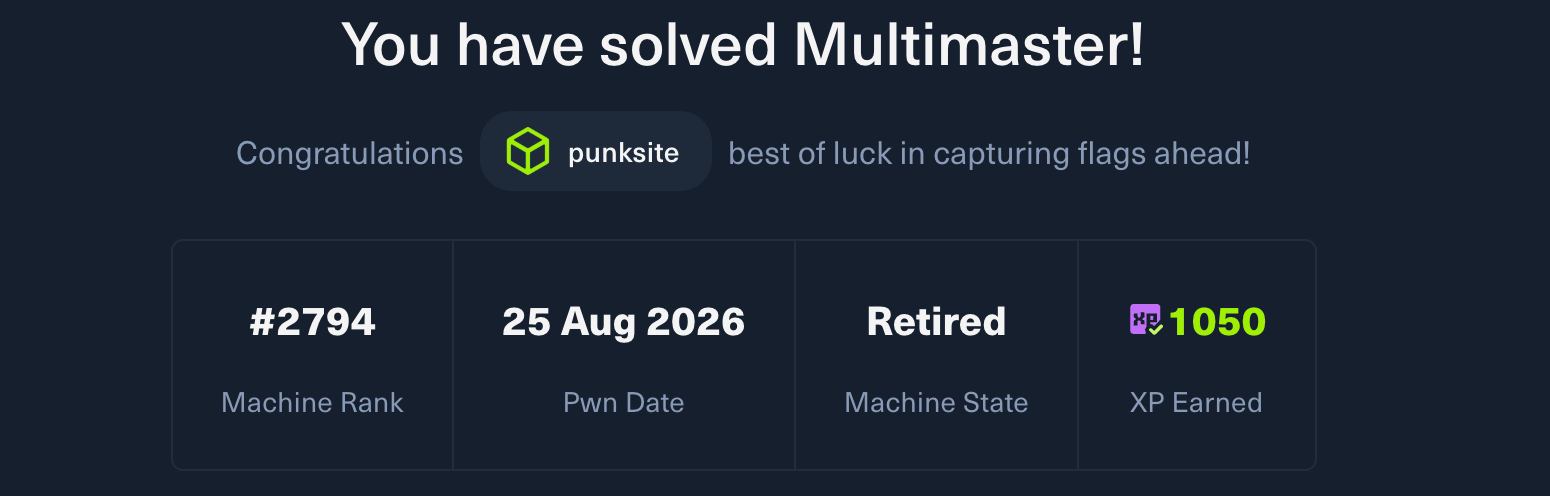 You have solved Multimaster!
Congratulations punksite best of luck in capturing flags ahead!
#2794 25 Aug 2026 Retired XP 1050
Machine Rank Pwn Date Machine State XP Earned